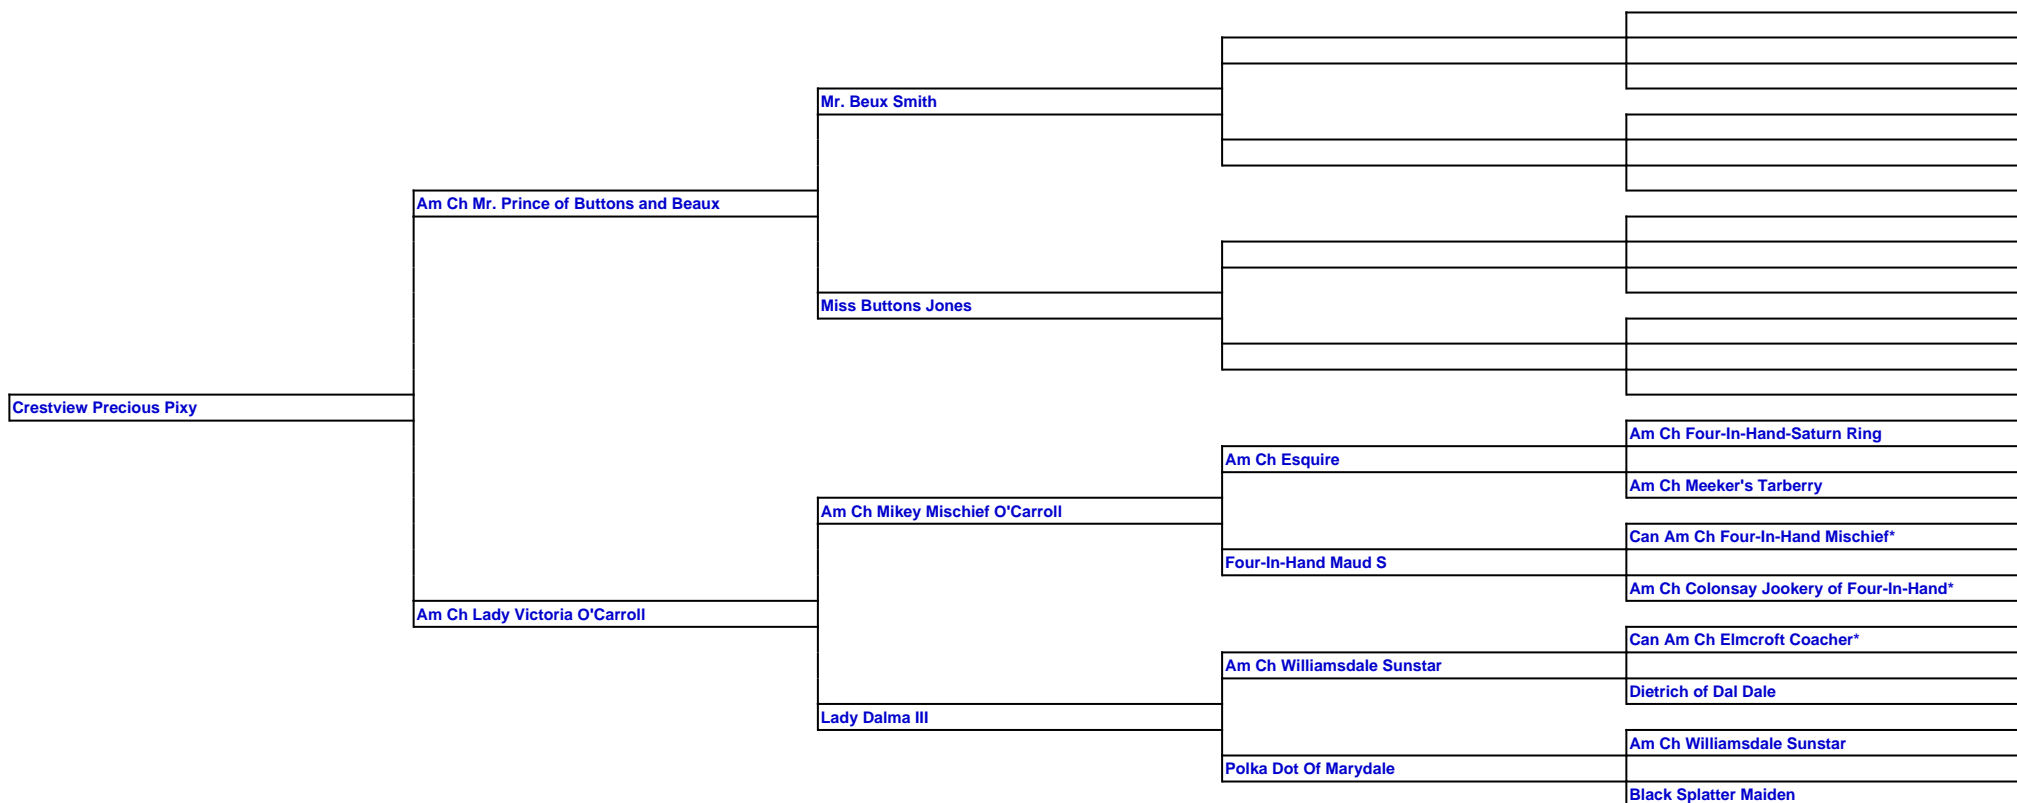 Mr. Beux Smith
Am Ch Mr. Prince of Buttons and Beaux
Miss Buttons Jones
Crestview Precious Pixy
Am Ch Four-In-Hand-Saturn Ring
Am Ch Esquire
Am Ch Meeker's Tarberry
Am Ch Mikey Mischief O'Carroll
Can Am Ch Four-In-Hand Mischief*
Four-In-Hand Maud S
Am Ch Colonsay Jookery of Four-In-Hand*
Am Ch Lady Victoria O'Carroll
Can Am Ch Elmcroft Coacher*
Am Ch Williamsdale Sunstar
Dietrich of Dal Dale
Lady Dalma III
Am Ch Williamsdale Sunstar
Polka Dot Of Marydale
Black Splatter Maiden